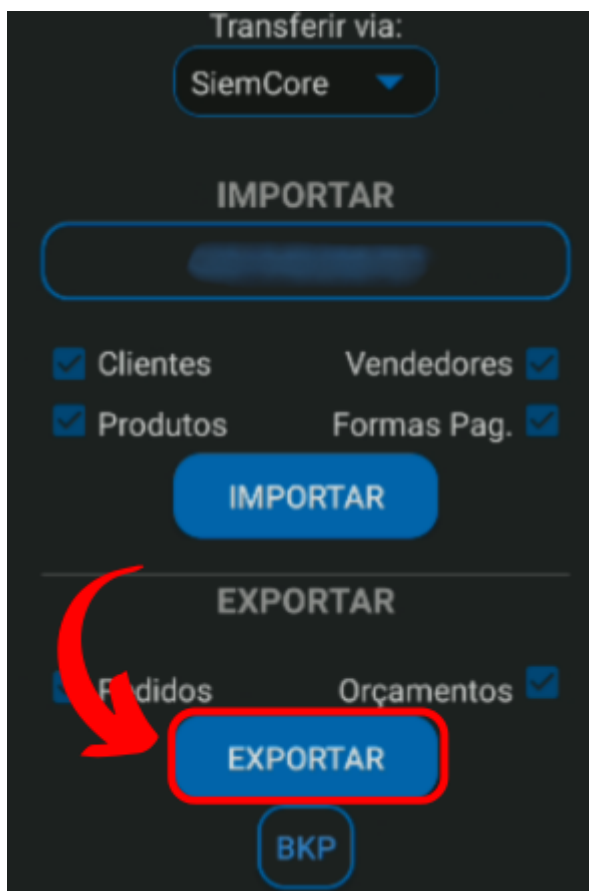 Transferir via:
SiemCore
IMPORTAR
Clientes Vendedores
Produtos Formas Pag.
IMPORTAR
EXPORTAR
Pedidos Orçamentos
EXPORTAR
BKP